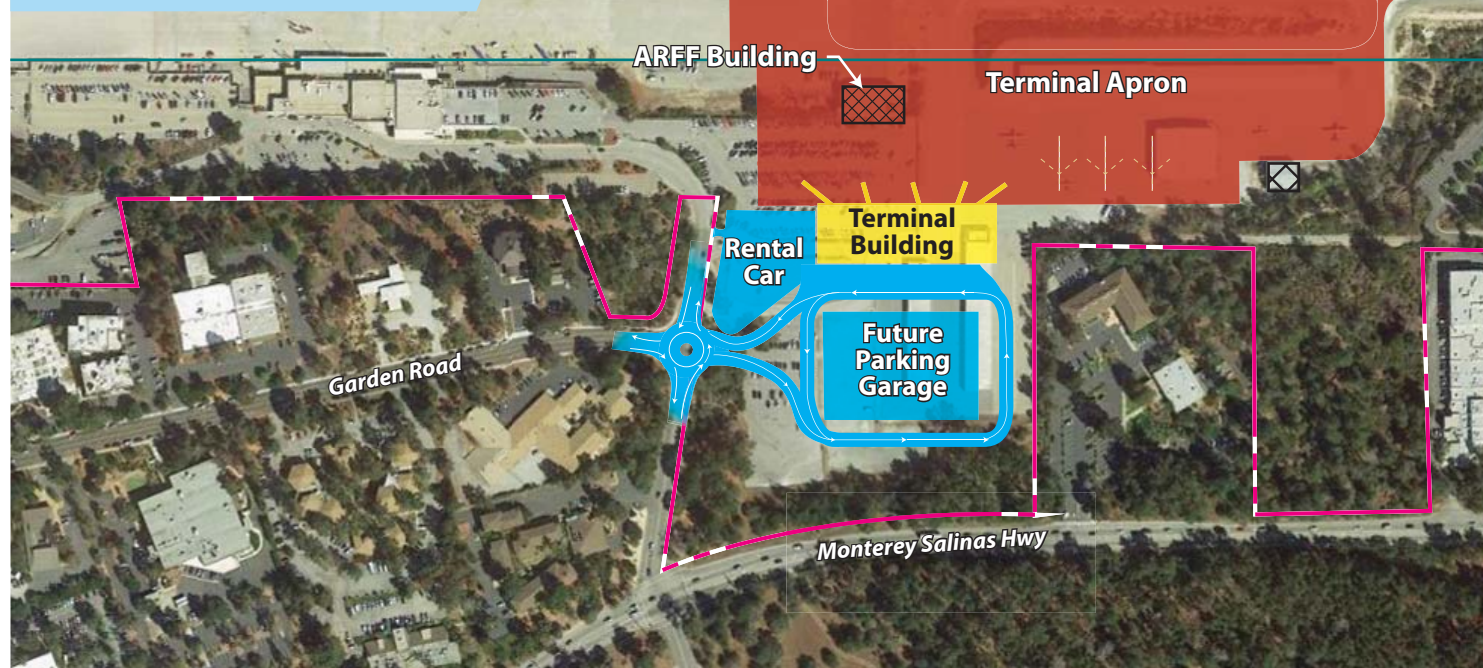 ARFF Building
Terminal Apron
Terminal
Building
Rental
Car
Future
Parking
Garage
Garden Road
Monterey Salinas Hwy